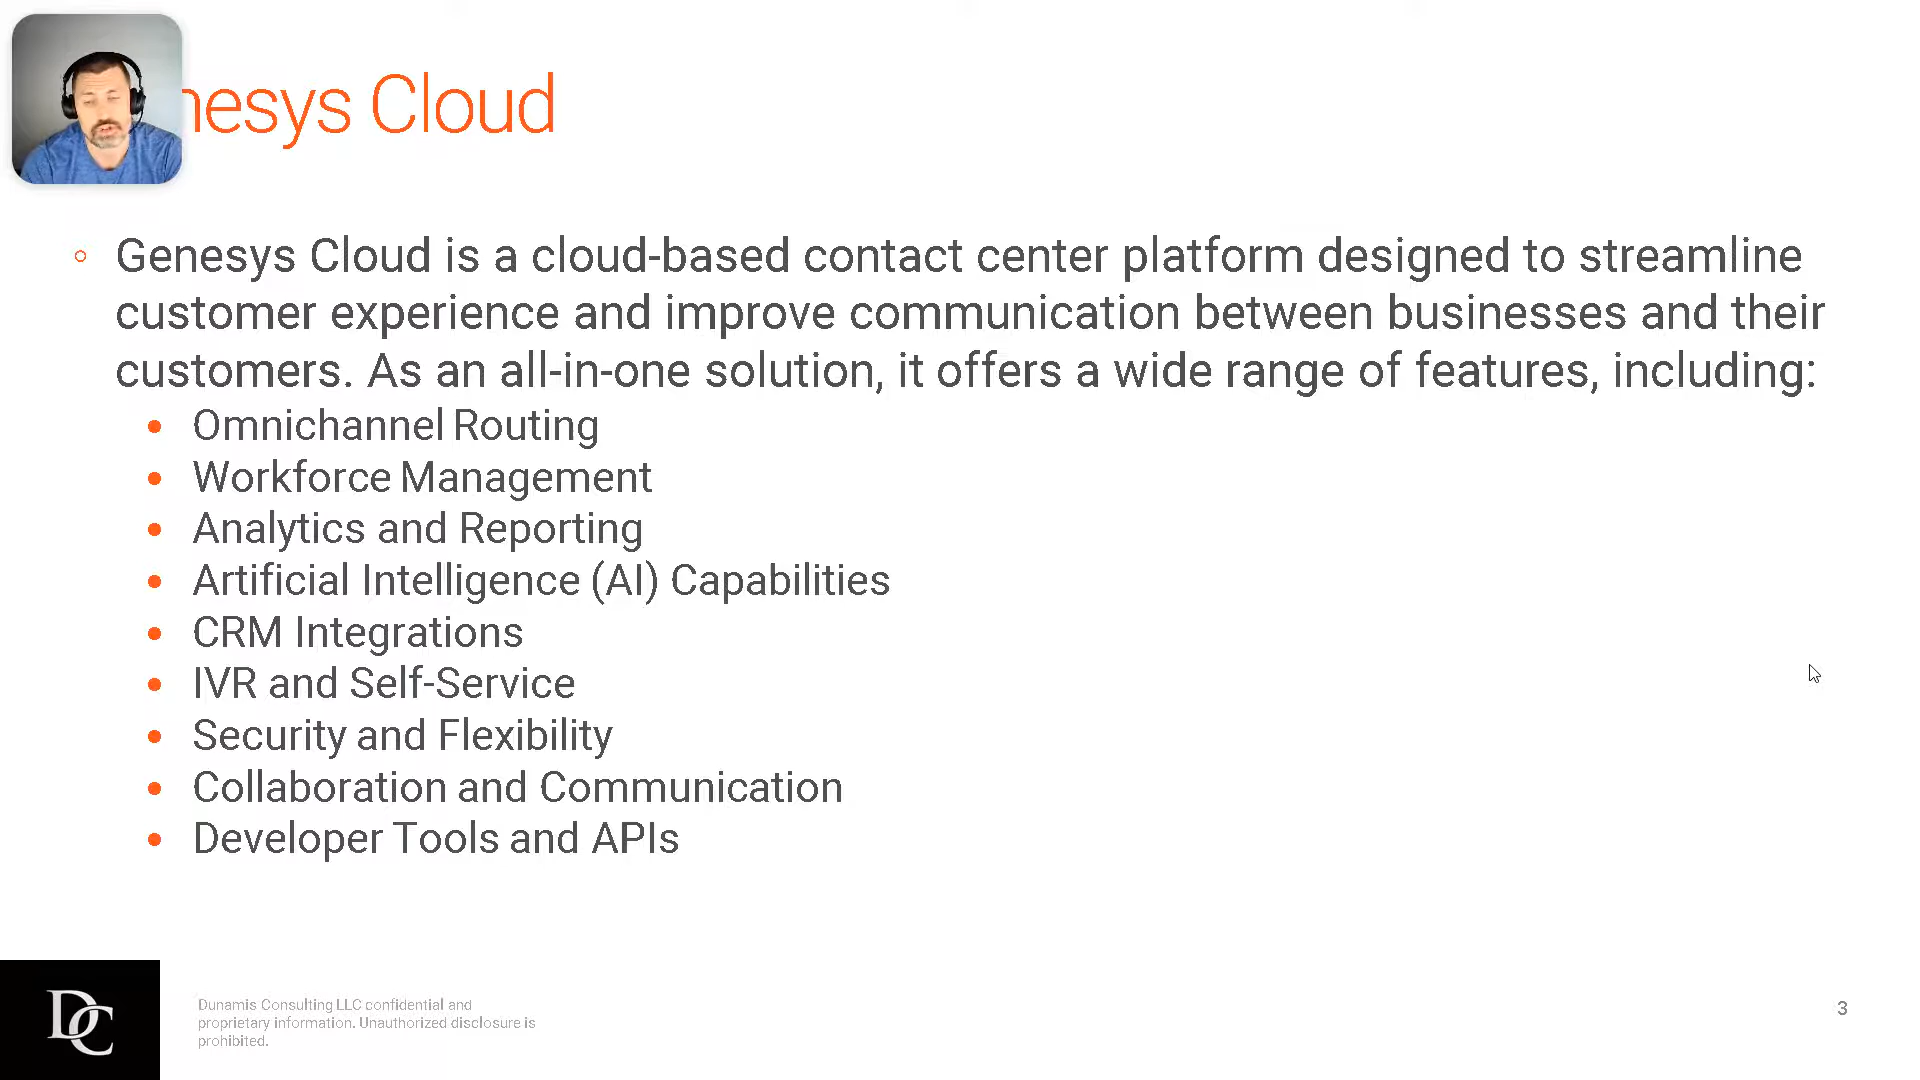 nesys Cloud
Genesys Cloud is a cloud-based contact center platform designed to streamline
customer experience and improve communication between businesses and their
customers. As an all-in-one solution, it offers a wide range of features, including:
Omnichannel Routing
Workforce Management
Analytics and Reporting
Artificial Intelligence (AI) Capabilities
CRM Integrations
IVR and Self-Service
Security and Flexibility
Collaboration and Communication
Developer Tools and APIs
DC
Dunamis Consulting LLC confidential and
proprietary information. Unauthorized disclosure is
prohibited.
3